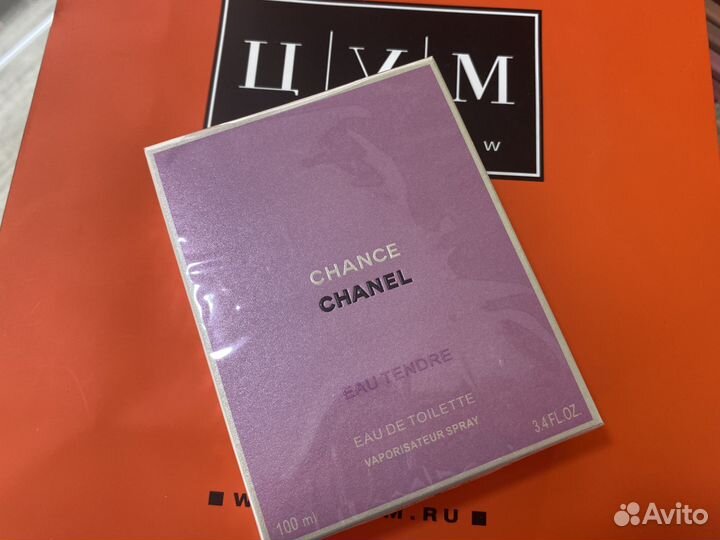 Ц|У|М
w
CHANCE
CHANEL
EAU TENDRE
EAU DE TOILETTE
VAPORISATEUR SPRAY
100 ml
3.4 FL.OZ.
W
M.RU
Avito